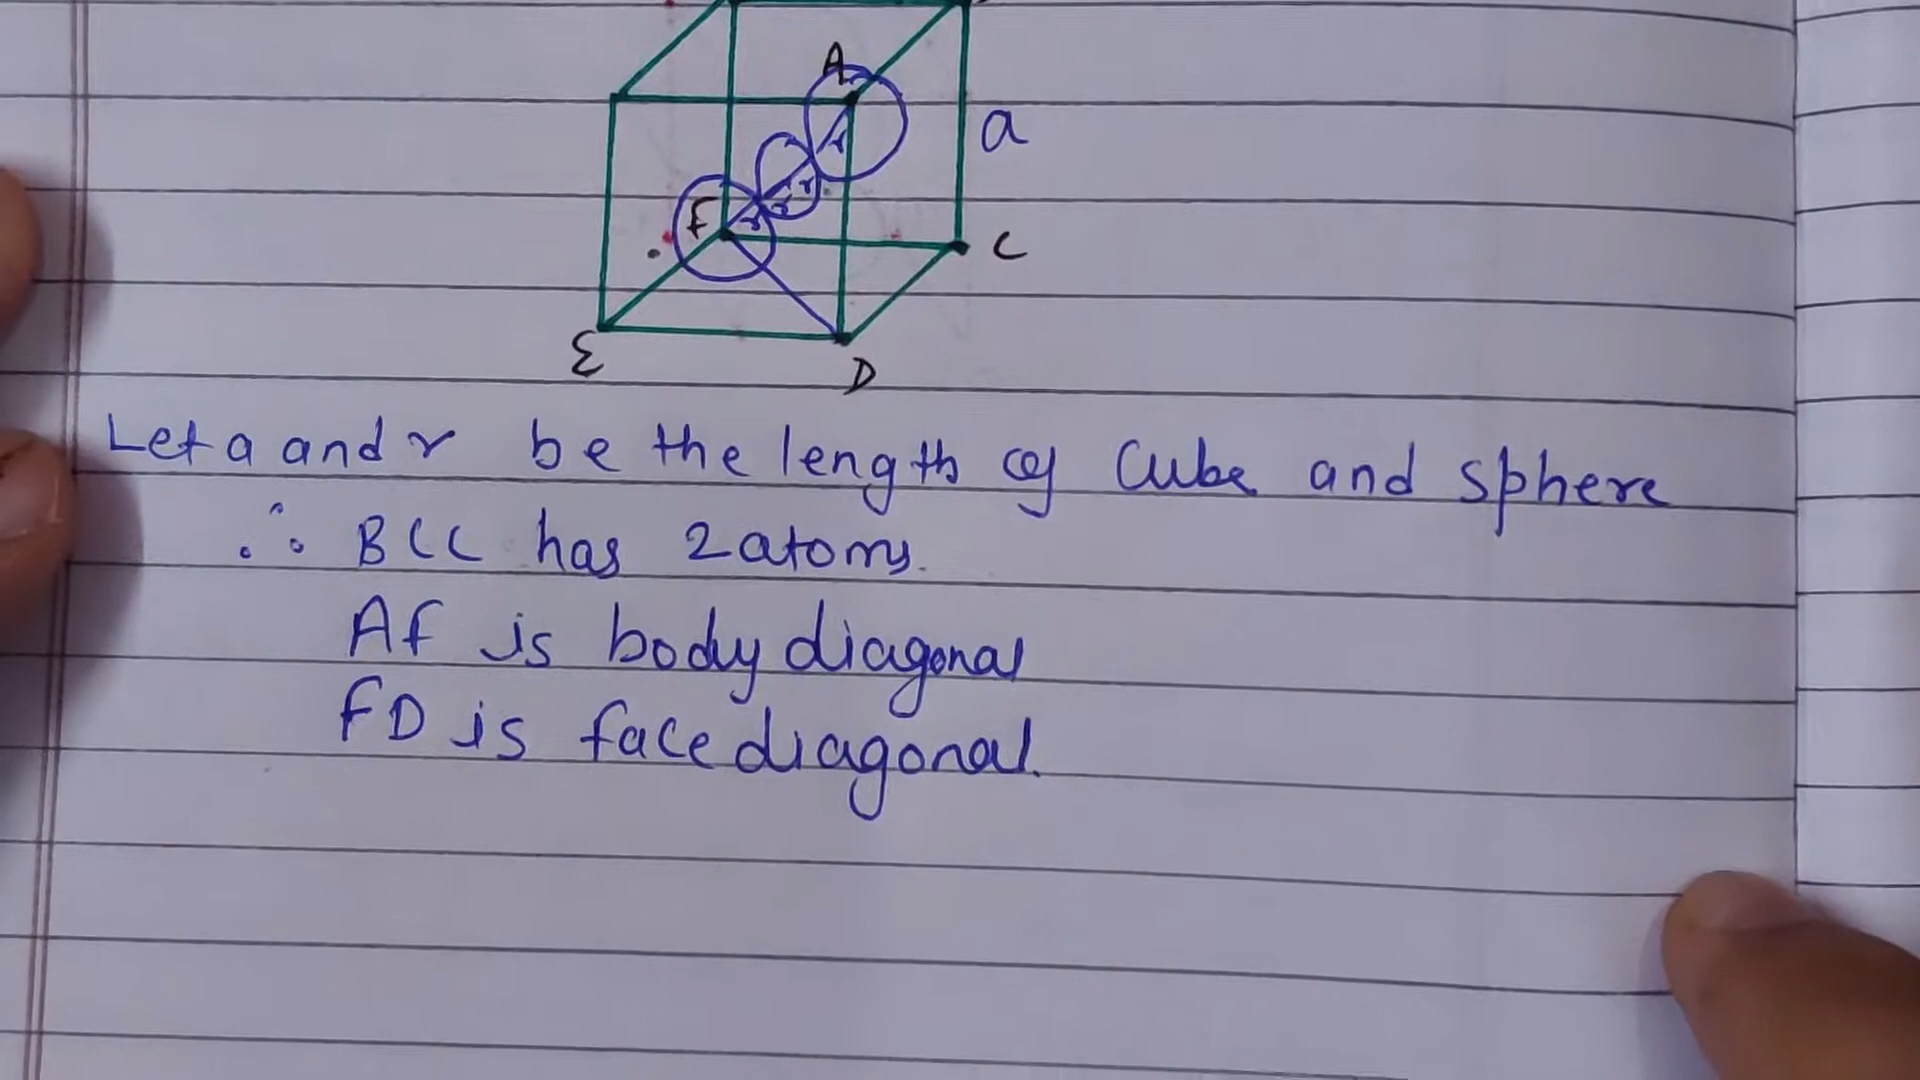 A
a
r
r
r
r
F
C
E
D
Let a and r be the length of Cube and sphere
∴ BCC has 2 atoms.
AF is body diagonal
FD is face diagonal.